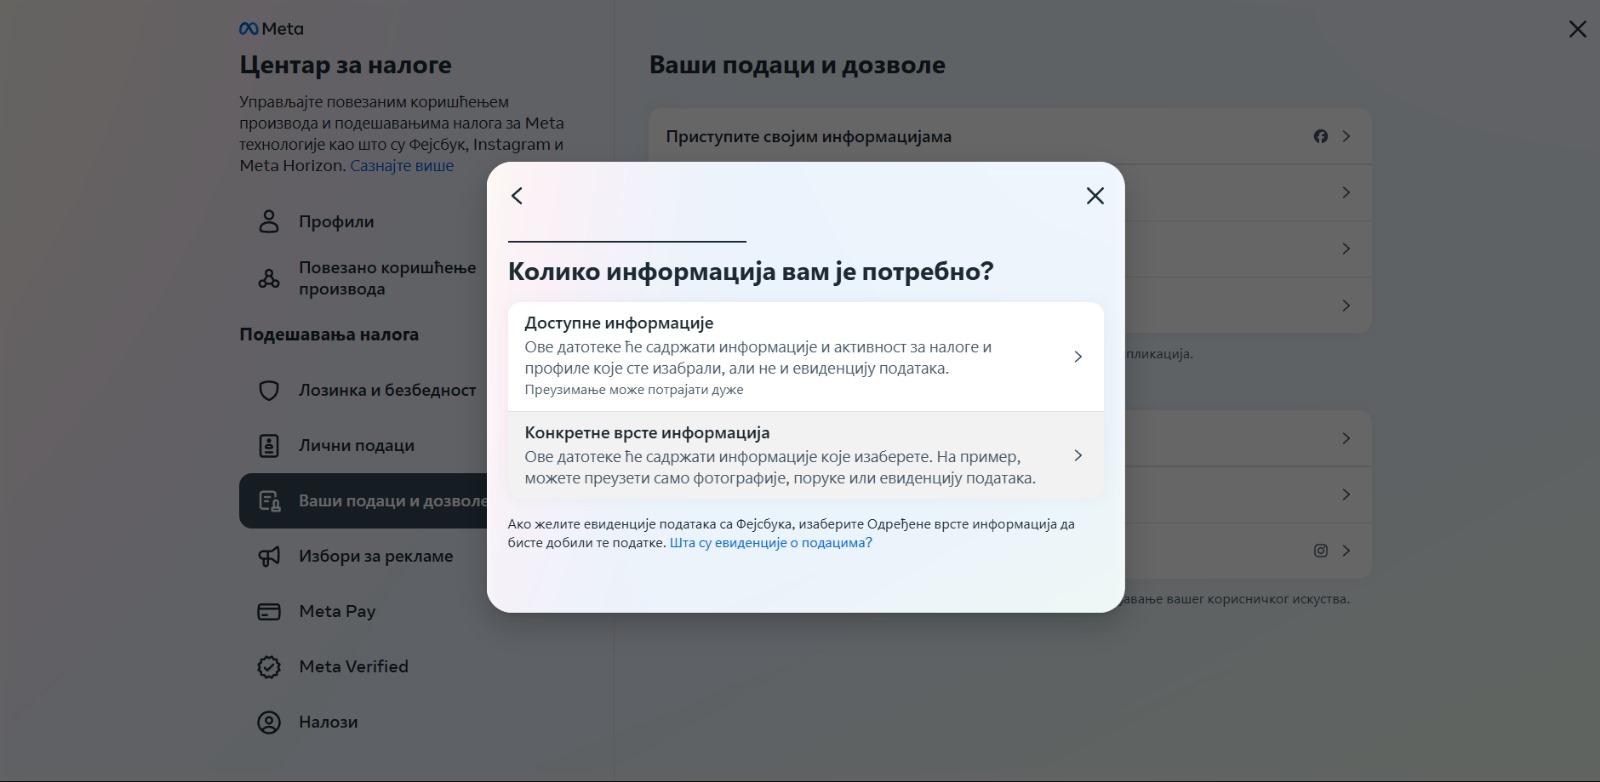 Meta
Центар за налоге
Управљајте повезаним коришћењем
производа и подешавањима налога за Meta
технологије као што су Фејсбук, Instagram и
Meta Horizon. Сазнајте више
Профили
Повезано коришћење
производа
Подешавања налога
Лозинка и безбедност
Лични подаци
Ваши подаци и дозволе
Избори за рекламе
Meta Pay
Meta Verified
Налози
Ваши подаци и дозволе
Приступите својим информацијама
Колико информација вам је потребно?
Доступне информације
Ове датотеке ће садржати информације и активност за налоге и
профиле које сте изабрали, али не и евиденцију података.
Преузимање може потрајати дуже
Конкретне врсте информација
Ове датотеке ће садржати информације које изаберете. На пример,
можете преузети само фотографије, поруке или евиденцију података.
Ако желите евиденције података са Фејсбука, изаберите Одређене врсте информација да
бисте добили те податке. Шта су евиденције о подацима?
вашег корисничког искуства.